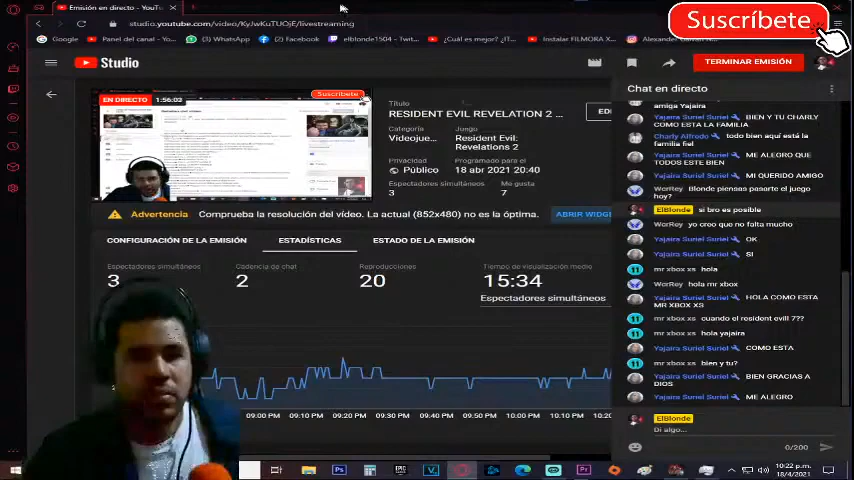 Emisión en directo - YouTu
Suscríbete
studio.youtube.com/video/KyJwKuTUOjE/livestreaming
Google
Panel del canal - Yo
(3) WhatsApp
(2) Facebook
elblonde1504 - Twit...
¿Cuál es mejor? ¿IT...
Instalar FILMORA X
Alexander
Studio
TERMINAR EMISIÓN
EN DIRECTO 1:56:03
Suscríbete
Título
RESIDENT EVIL REVELATION 2 ...
Categoría
Videojue...
Juego
Resident Evil:
Revelations 2
Privacidad
Público
Programado para el
18 abr 2021 20:40
Espectadores simultáneos
3
Me gusta
7
Advertencia
Comprueba la resolución del vídeo. La actual (852x480) no es la óptima.
ABRIR WIDGE
CONFIGURACIÓN DE LA EMISIÓN
ESTADÍSTICAS
ESTADO DE LA EMISIÓN
Espectadores simultáneos
3
Cadencia de chat
2
Reproducciones
20
Tiempo de visualización medio
15:34
Espectadores simultáneos
09:00 PM
09:10 PM
09:20 PM
09:30 PM
09:40 PM
09:50 PM
10:00 PM
10:10 PM
10:20
Chat en directo
amiga Yajaira
Yajaira Suriel Suriel BIEN Y TU CHARLY
COMO ESTA LA FAMILIA
Charly Alfredo todo bien aquí está la
familia fiel
Yajaira Suriel Suriel ME ALEGRO QUE
TODOS ESTE BIEN
Yajaira Suriel Suriel MI QUERIDO AMIGO
WcrRey Blonde piensas pasarte el juego
hoy?
ElBlonde si bro es posible
WcrRey yo creo que no falta mucho
Yajaira Suriel Suriel OK
Yajaira Suriel Suriel SI
mr xbox xs hola
WcrRey hola mr xbox
Yajaira Suriel Suriel HOLA COMO ESTA
MR XBOX XS
mr xbox xs cuando el resident evill 7??
mr xbox xs hola yajaira
Yajaira Suriel Suriel COMO ESTA
mr xbox xs bien y tu?
Yajaira Suriel Suriel BIEN GRACIAS A
DIOS
Yajaira Suriel Suriel ME ALEGRO
ElBlonde
Di algo...
0/200
10:22 p.m.
18/4/2021